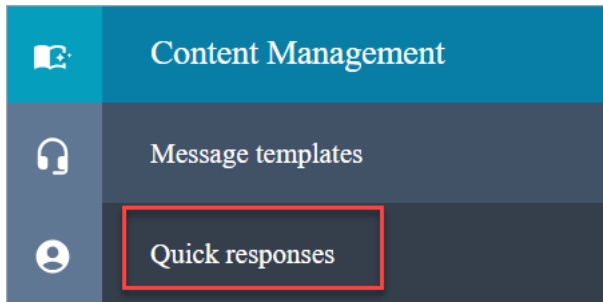 Content Management
Message templates
Quick responses